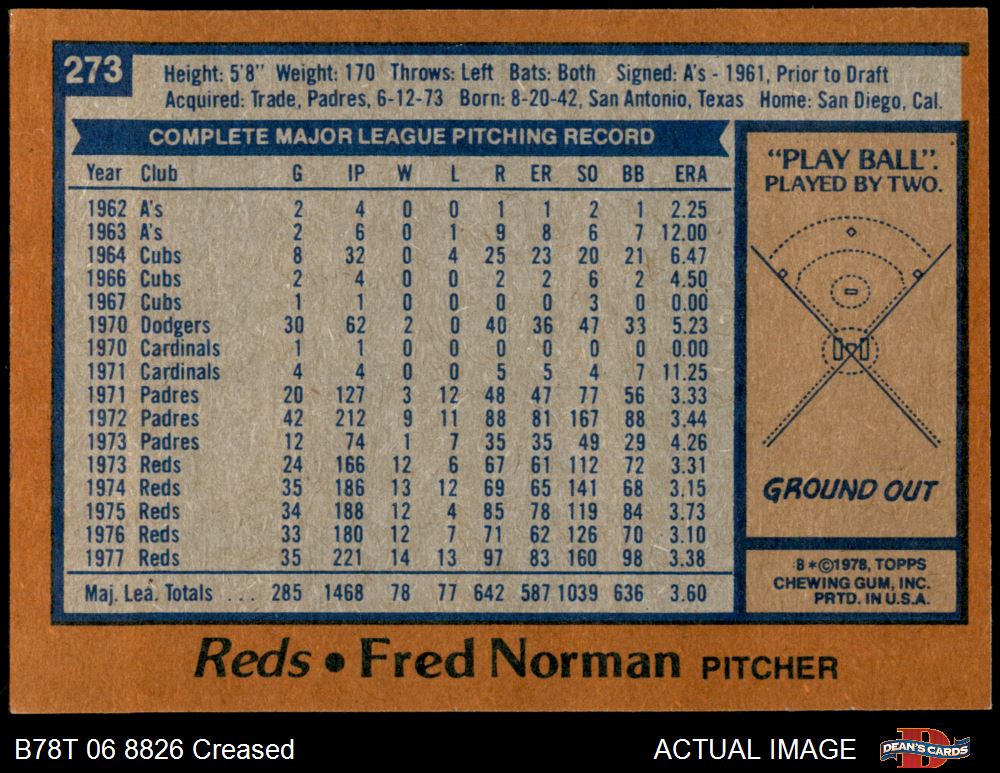 273
Height: 5'8" Weight: 170 Throws: Left Bats: Both Signed: A's - 1961, Prior to Draft
Acquired: Trade, Padres, 6-12-73 Born: 8-20-42, San Antonio, Texas Home: San Diego, Cal.
COMPLETE MAJOR LEAGUE PITCHING RECORD
Year Club G IP W L R ER SO BB ERA
1962 A's 2 4 0 0 1 1 2 1 2.25
1963 A's 2 6 0 1 9 8 6 7 12.00
1964 Cubs 8 32 0 4 25 23 20 21 6.47
1966 Cubs 2 4 0 0 2 2 6 2 4.50
1967 Cubs 1 1 0 0 0 0 3 0 0.00
1970 Dodgers 30 62 2 0 40 36 47 33 5.23
1970 Cardinals 1 1 0 0 0 0 0 0 0.00
1971 Cardinals 4 4 0 0 5 5 4 7 11.25
1971 Padres 20 127 3 12 48 47 77 56 3.33
1972 Padres 42 212 9 11 88 81 167 88 3.44
1973 Padres 12 74 1 7 35 35 49 29 4.26
1973 Reds 24 166 12 6 67 61 112 72 3.31
1974 Reds 35 186 13 12 69 65 141 68 3.15
1975 Reds 34 188 12 4 85 78 119 84 3.73
1976 Reds 33 180 12 7 71 62 126 70 3.10
1977 Reds 35 221 14 13 97 83 160 98 3.38
Maj. Lea. Totals ... 285 1468 78 77 642 587 1039 636 3.60
"PLAY BALL".
PLAYED BY TWO.
GROUND OUT
B*©1978, TOPPS
CHEWING GUM, INC.
PRTD. IN U.S.A.
Reds • Fred Norman PITCHER
B78T 06 8826 Creased
ACTUAL IMAGE
DEAN'S CARDS